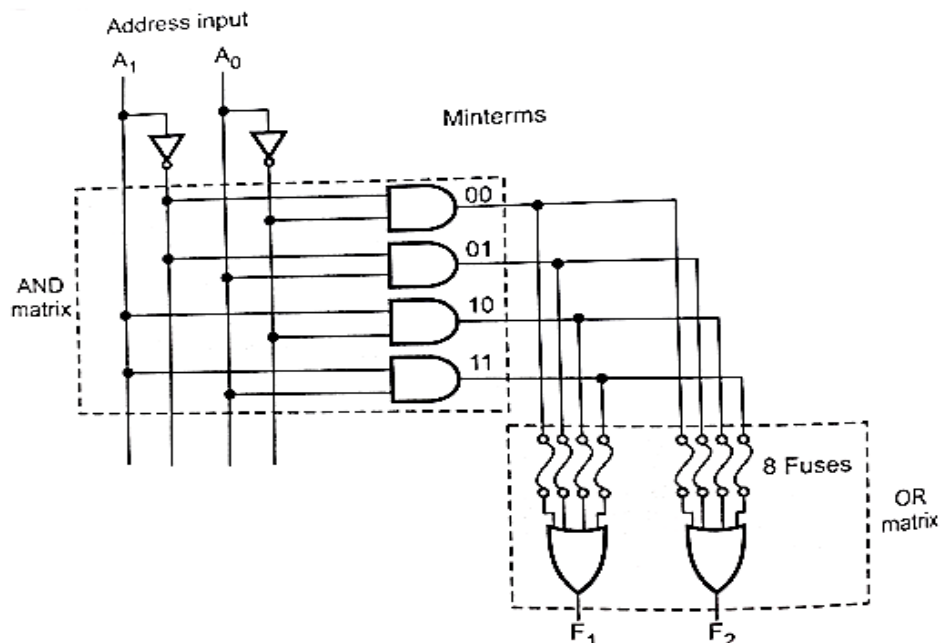 Address input
A₁ A₀
Minterms
00
01
AND
matrix
10
11
8 Fuses
OR
matrix
F₁ F₂